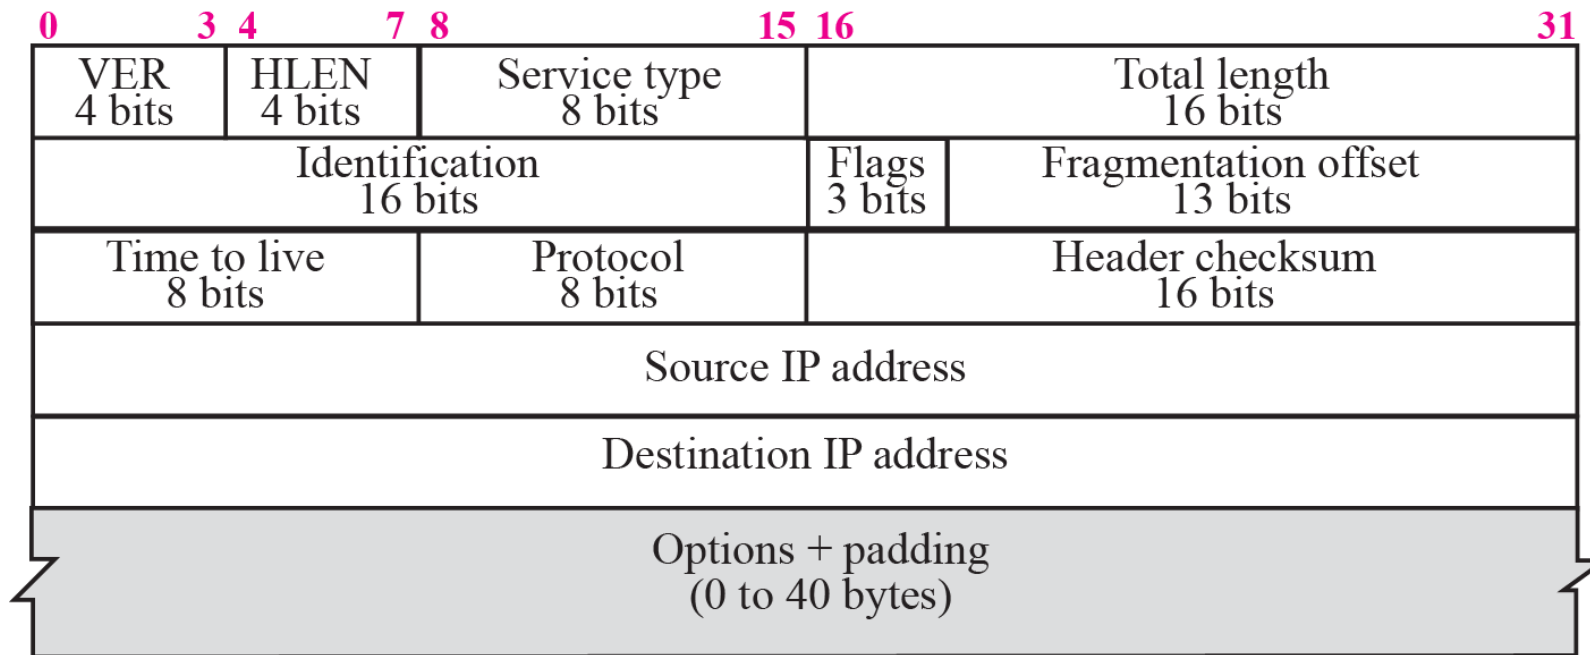 0 3 4 7 8 15 16 31
VER HLEN Service type Total length
4 bits 4 bits 8 bits 16 bits
Identification Flags Fragmentation offset
16 bits 3 bits 13 bits
Time to live Protocol Header checksum
8 bits 8 bits 16 bits
Source IP address
Destination IP address
Options + padding
(0 to 40 bytes)